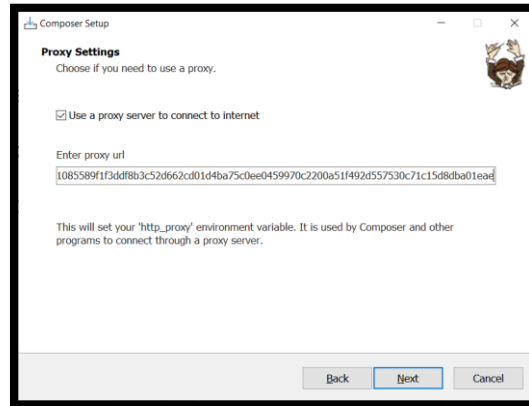 Composer Setup
Proxy Settings
Choose if you need to use a proxy.
Use a proxy server to connect to internet
Enter proxy url
1085589f1f3ddf8b3c52d662cd01d4ba75c0ee0459970c2200a51f492d557530c71c15d8dba01eae
This will set your 'http_proxy' environment variable. It is used by Composer and other
programs to connect through a proxy server.
Back
Next
Cancel